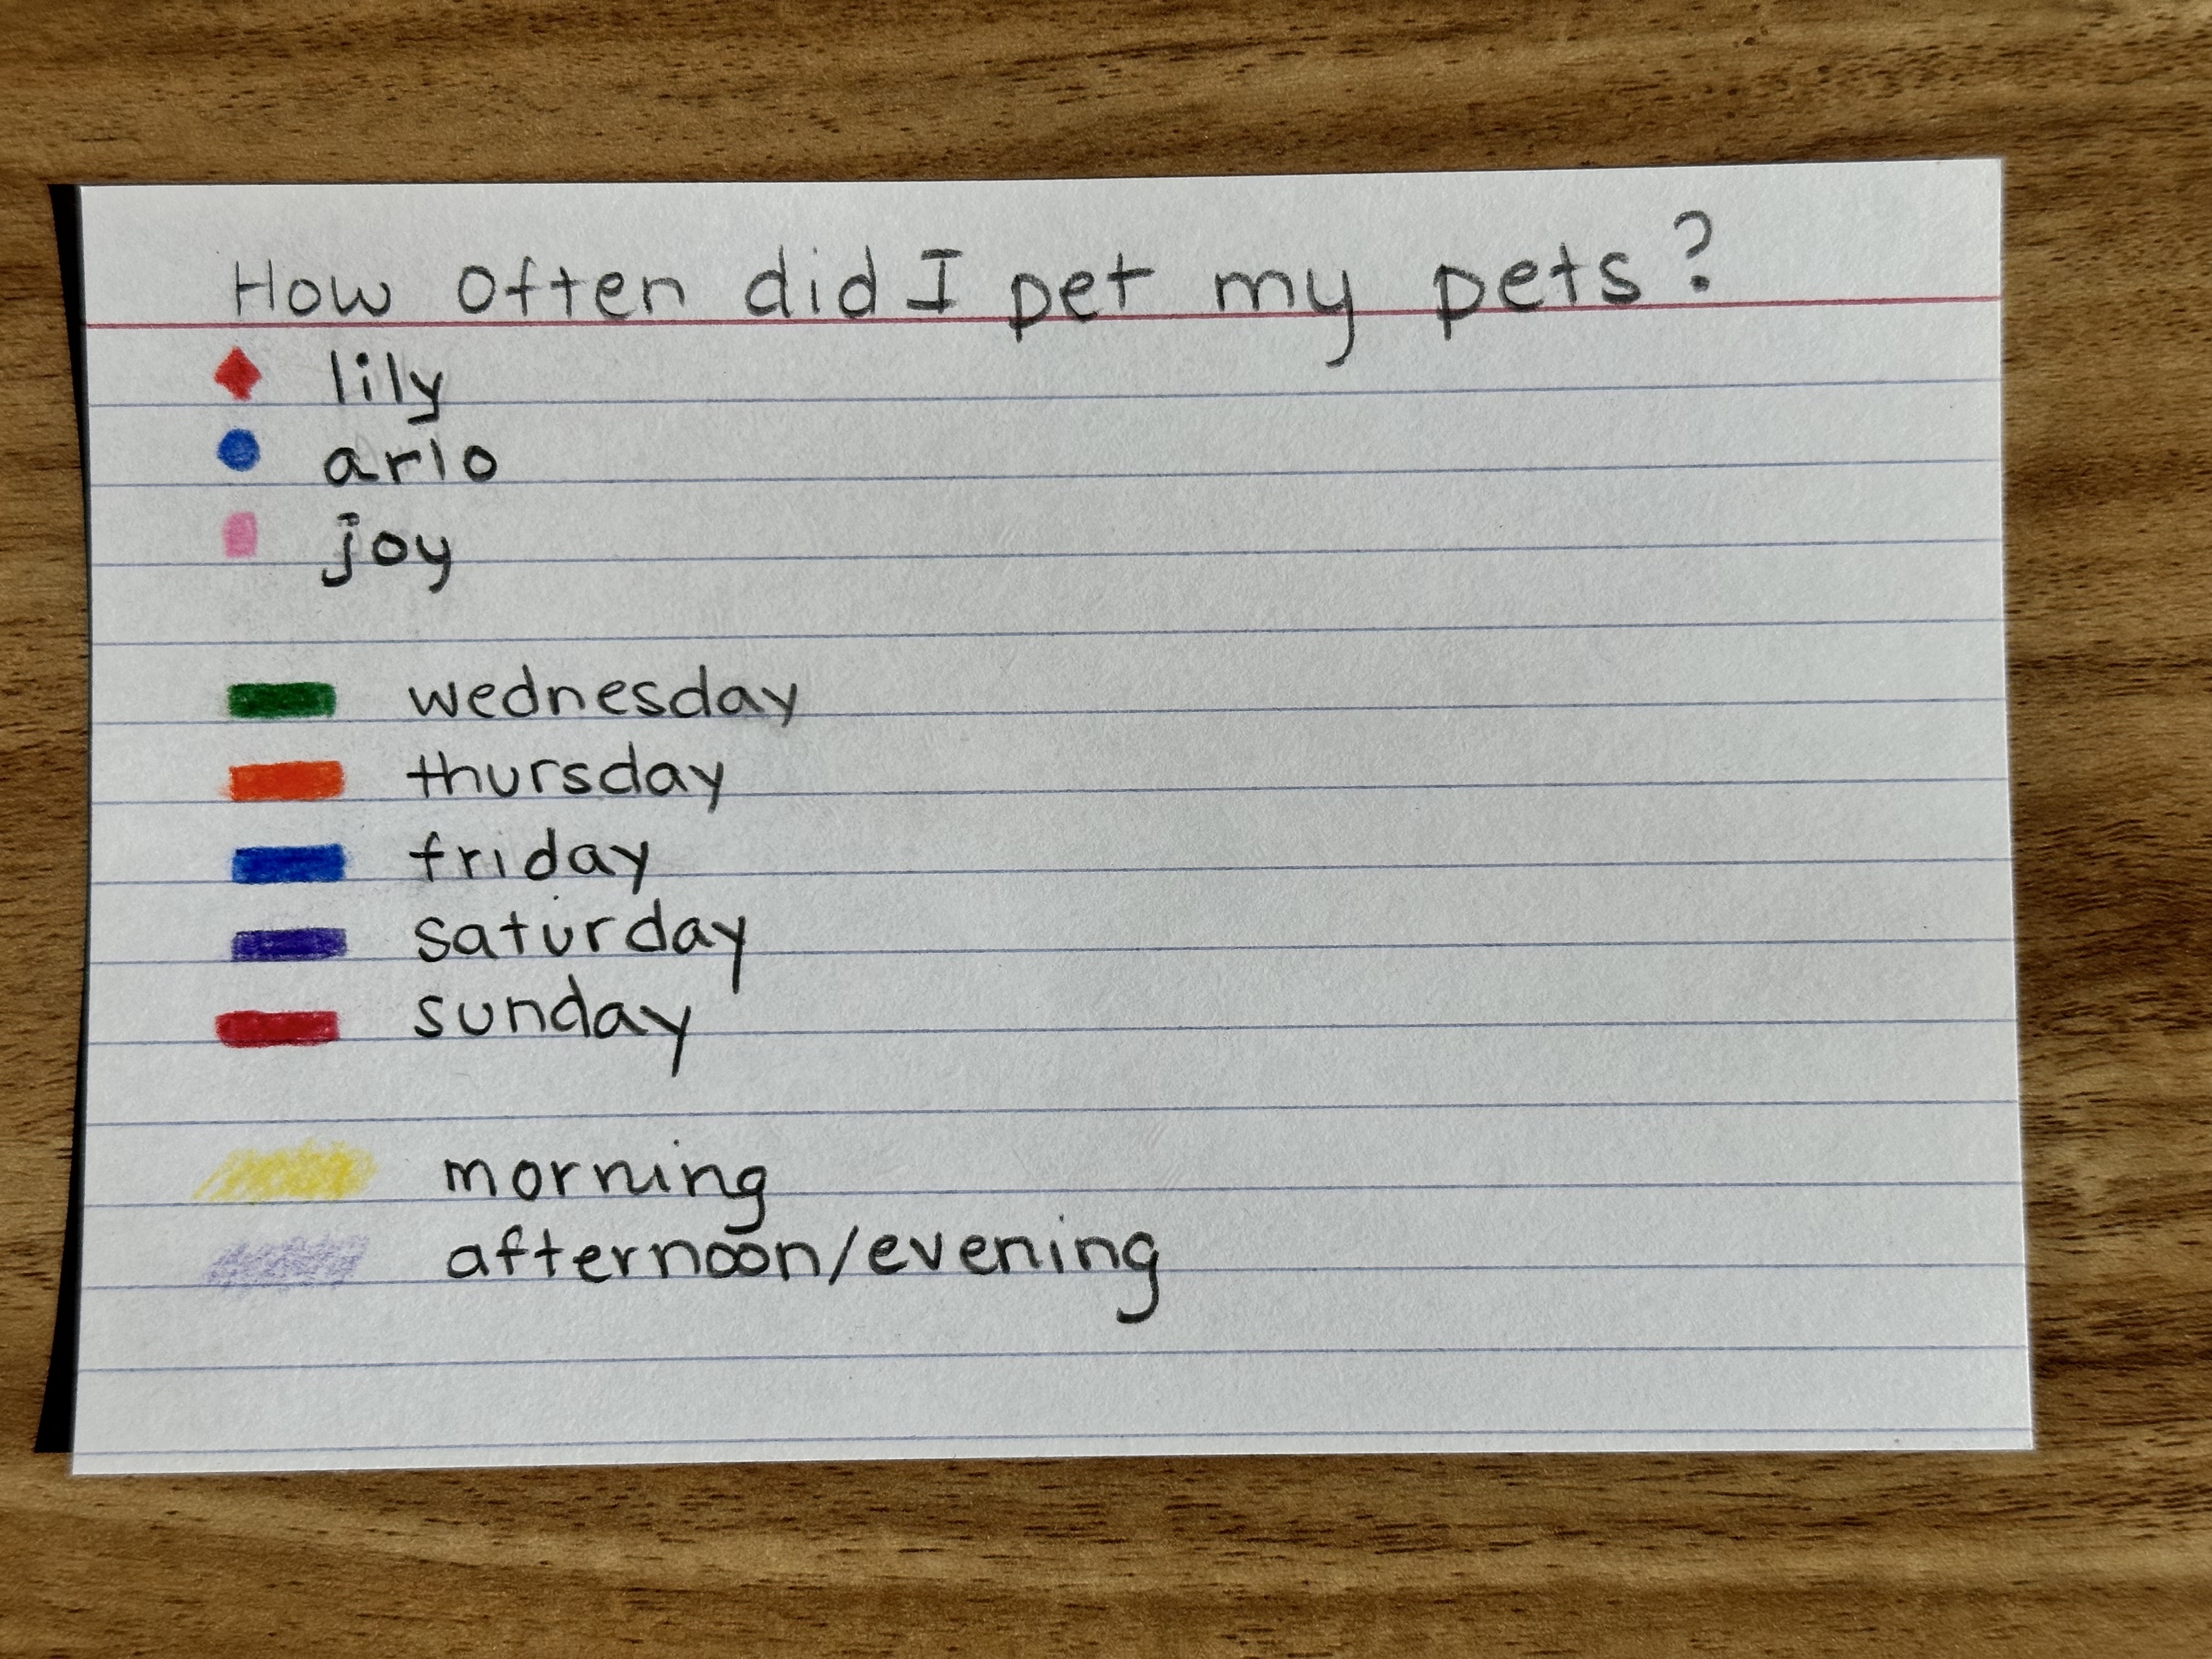 How often did I pet my pets?
lily
arlo
joy
wednesday
thursday
friday
saturday
sunday
morning
afternoon/evening